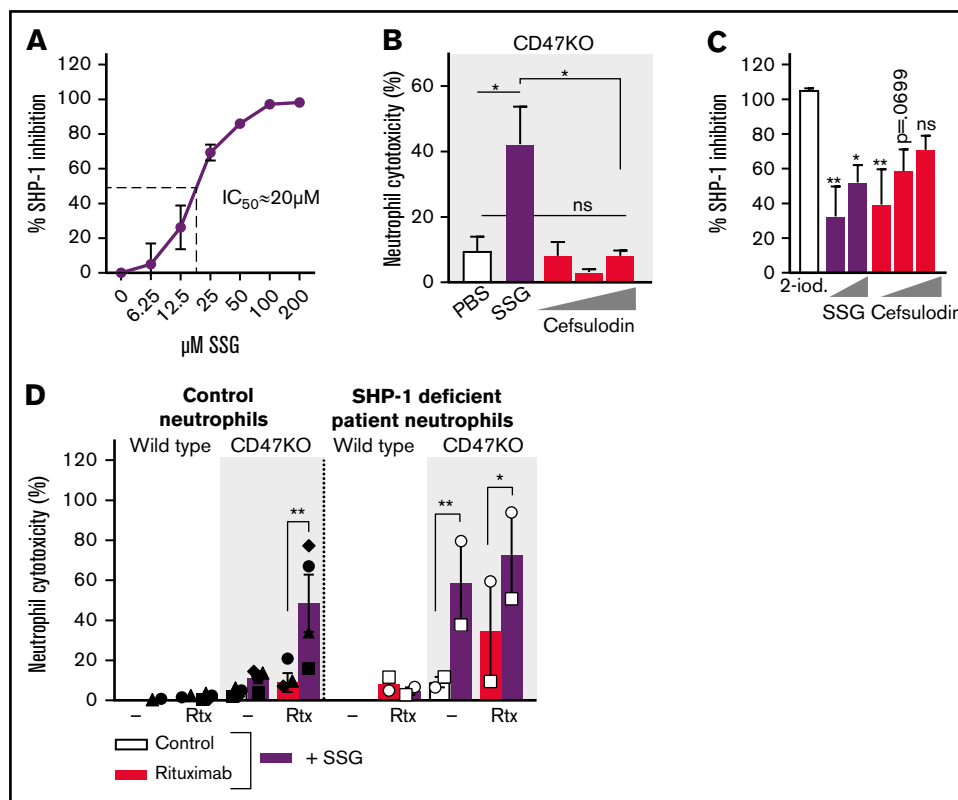 A
% SHP-1 inhibition
120
100
80
60
40
20
0
IC50≈20µM
0
6.25
12.5
25
50
100
200
µM SSG
B
CD47KO
Neutrophil cytotoxicity (%)
60
40
20
0
*
*
ns
PBS
SSG
Cefsulodin
C
% SHP-1 inhibition
120
100
80
60
40
20
0
**
*
**
p=.0699
ns
2-iod.
SSG
Cefsulodin
D
Control
neutrophils
SHP-1 deficient
patient neutrophils
Wild type
CD47KO
Wild type
CD47KO
Neutrophil cytotoxicity (%)
120
100
80
60
40
20
0
**
**
*
–
Rtx
–
Rtx
–
Rtx
–
Rtx
Control
Rituximab
+ SSG